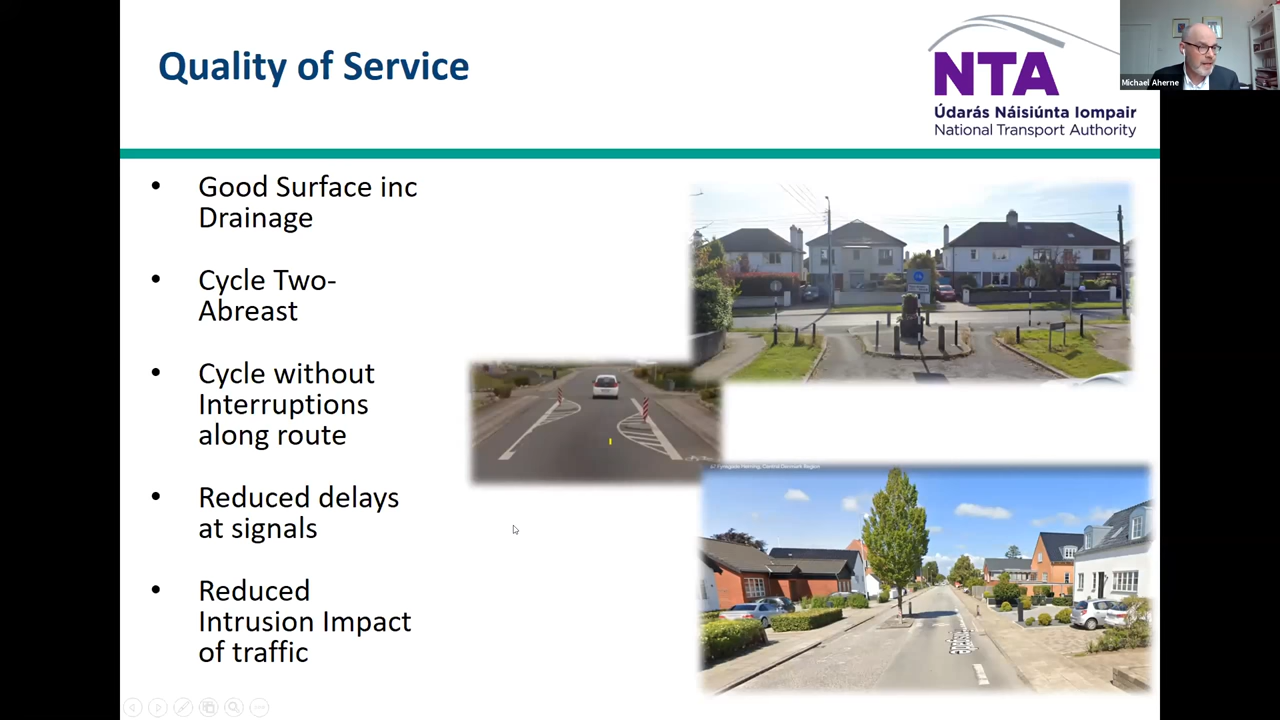 Quality of Service
NTA
Údarás Náisiúnta Iompair
National Transport Authority
Michael Aherne
• Good Surface inc
Drainage
• Cycle Two-
Abreast
• Cycle without
Interruptions
along route
• Reduced delays
at signals
• Reduced
Intrusion Impact
of traffic